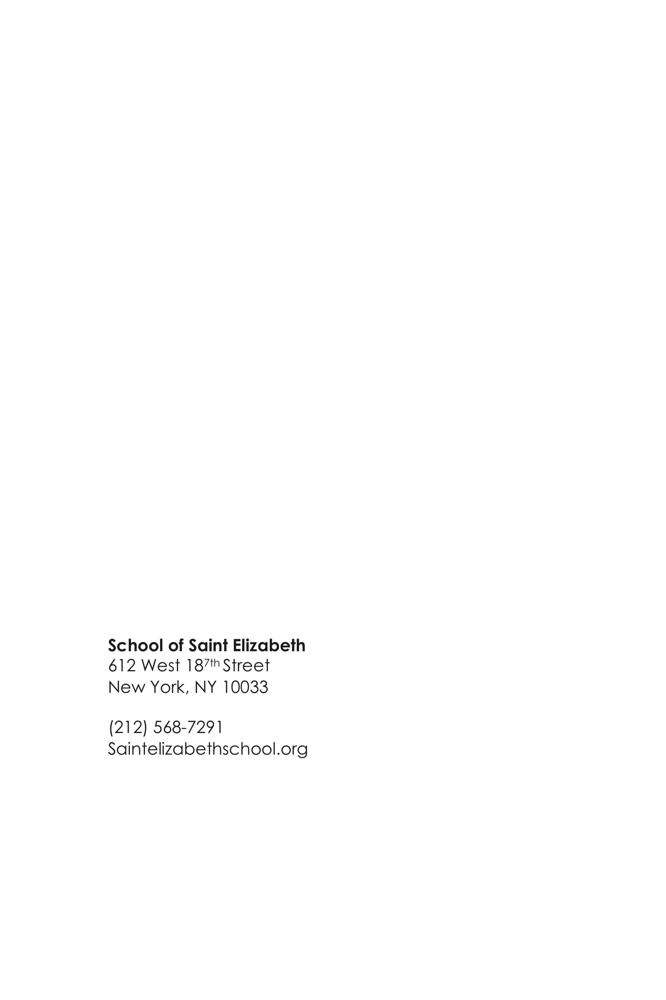 School of Saint Elizabeth
612 West 187th Street
New York, NY 10033
(212) 568-7291
Saintelizabethschool.org